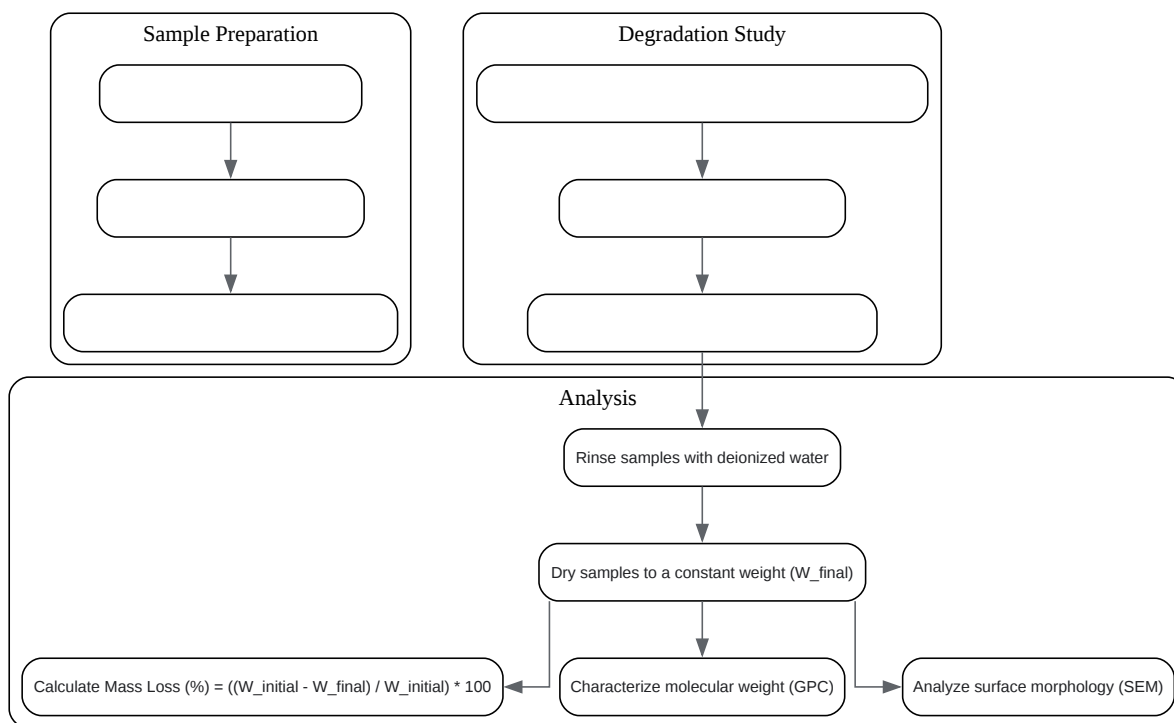 Sample Preparation
Degradation Study
Analysis
Rinse samples with deionized water
Dry samples to a constant weight (W_final)
Calculate Mass Loss (%) = ((W_initial - W_final) / W_initial) * 100
Characterize molecular weight (GPC)
Analyze surface morphology (SEM)